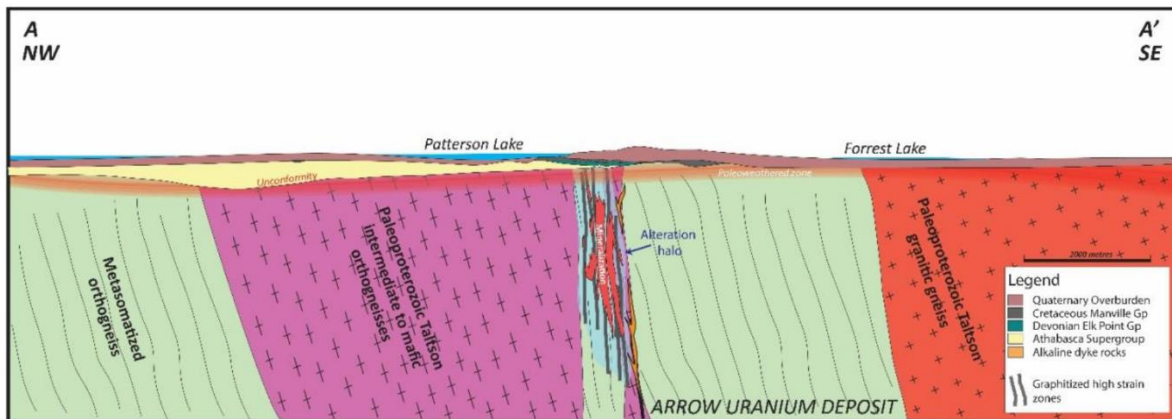 A
NW
A'
SE
Patterson Lake
Forrest Lake
Unconformity
Paleoweathered zone
Metasomatized
orthogneiss
Paleoproterozoic Taltson
intermediate to mafic
orthogneisses
Mineralization
Alteration
halo
Paleoproterozoic Taltson
granitic gneiss
2000 metres
Legend
Quaternary Overburden
Cretaceous Manville Gp
Devonian Elk Point Gp
Athabasca Supergroup
Alkaline dyke rocks
Graphitized high strain
zones
ARROW URANIUM DEPOSIT